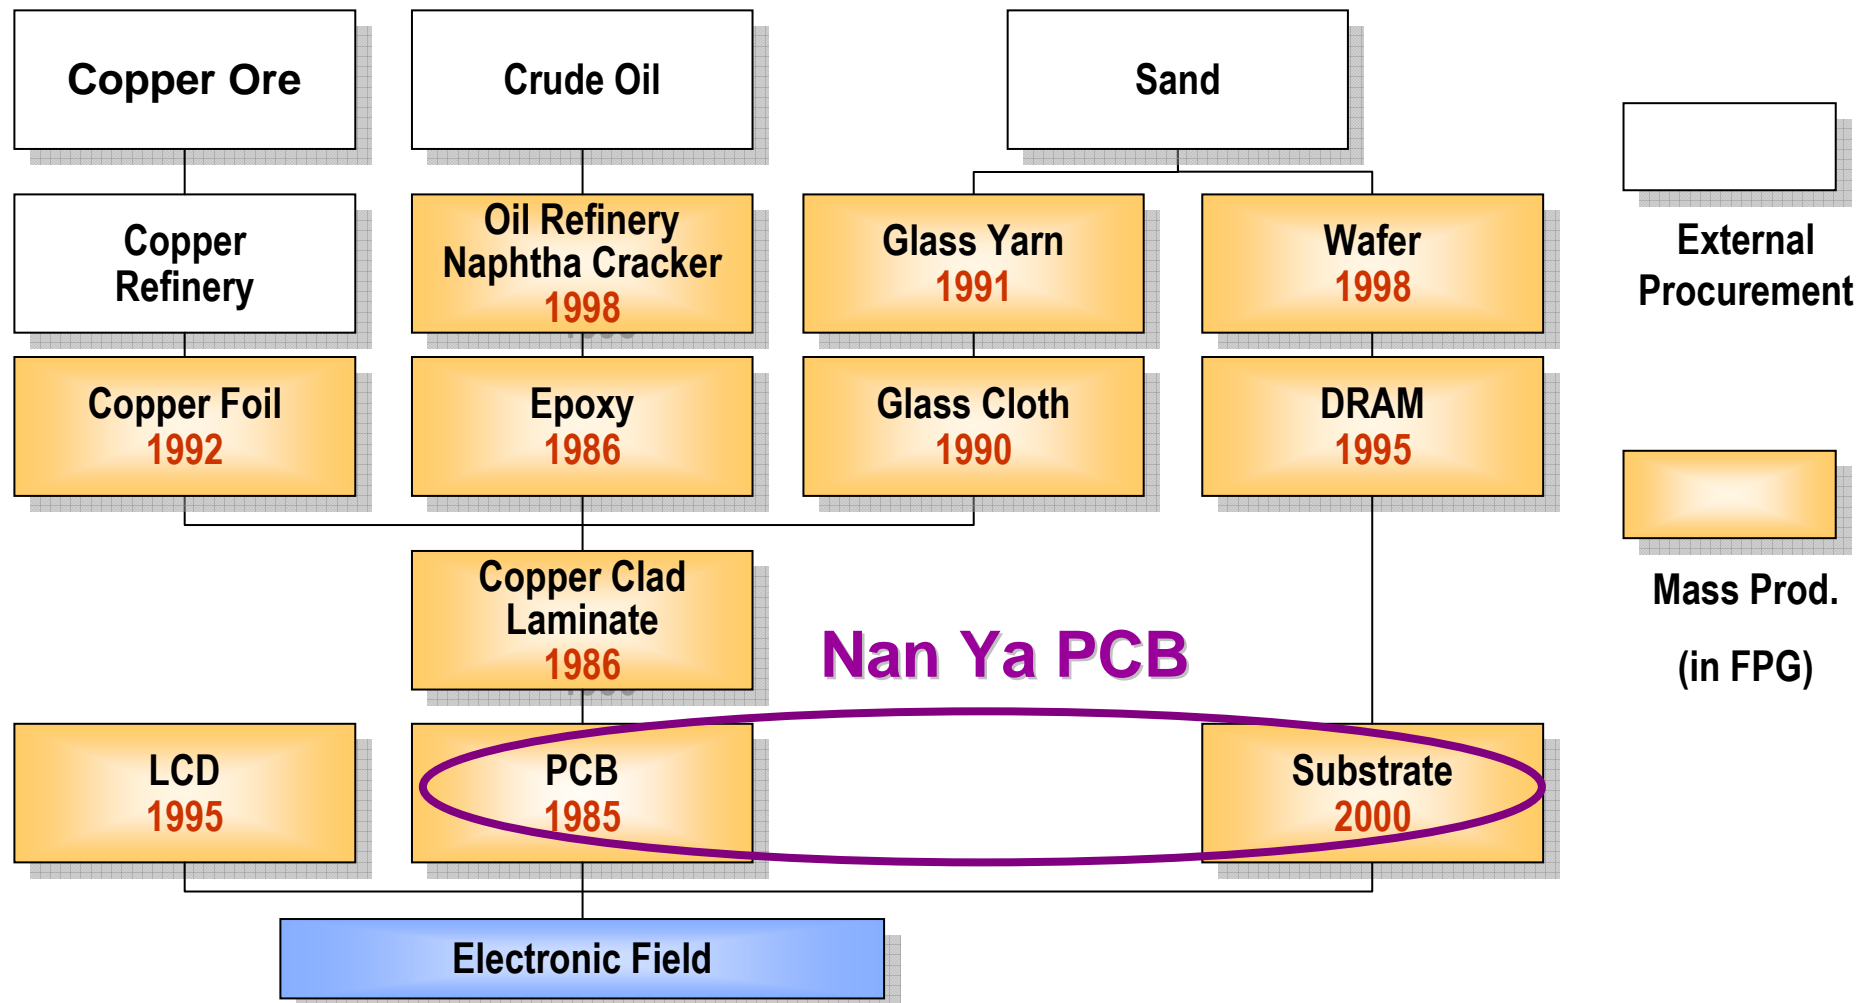 Copper Ore
Crude Oil
Sand
Copper
Refinery
Oil Refinery
Naphtha Cracker
1998
Glass Yarn
1991
Wafer
1998
External
Procurement
Copper Foil
1992
Epoxy
1986
Glass Cloth
1990
DRAM
1995
Copper Clad
Laminate
1986
Nan Ya PCB
Mass Prod.
(in FPG)
LCD
1995
PCB
1985
Substrate
2000
Electronic Field